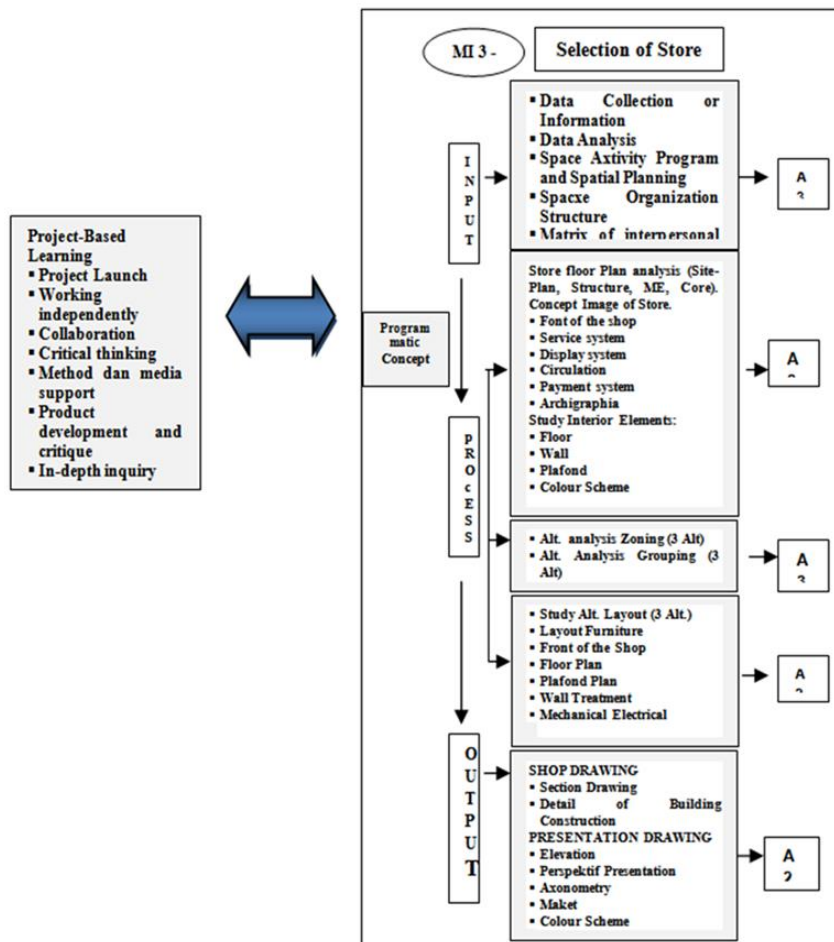 MI 3 -
Selection of Store
I
N
P
U
T
▪ Data Collection or
Information
▪ Data Analysis
▪ Space Axtivity Program
and Spatial Planning
▪ Spacxe Organization
Structure
▪ Matrix of interpersonal
A
3
Project-Based
Learning
▪ Project Launch
▪ Working
independently
▪ Collaboration
▪ Critical thinking
▪ Method dan media
support
▪ Product
development and
critique
▪ In-depth inquiry
Program
matic
Concept
P
R
O
c
E
S
S
Store floor Plan analysis (Site-
Plan, Structure, ME, Core).
Concept Image of Store.
▪ Font of the shop
▪ Service system
▪ Display system
▪ Circulation
▪ Payment system
▪ Archigraphia
Study Interior Elements:
▪ Floor
▪ Wall
▪ Plafond
▪ Colour Scheme
A
▪ Alt. analysis Zoning (3 Alt)
▪ Alt. Analysis Grouping (3
Alt)
A
3
▪ Study Alt. Layout (3 Alt.)
▪ Layout Furniture
▪ Front of the Shop
▪ Floor Plan
▪ Plafond Plan
▪ Wall Treatment
▪ Mechanical Electrical
A
O
U
T
P
U
T
SHOP DRAWING
▪ Section Drawing
▪ Detail of Building
Construction
PRESENTATION DRAWING
▪ Elevation
▪ Perspektif Presentation
▪ Axonometry
▪ Maket
▪ Colour Scheme
A
2